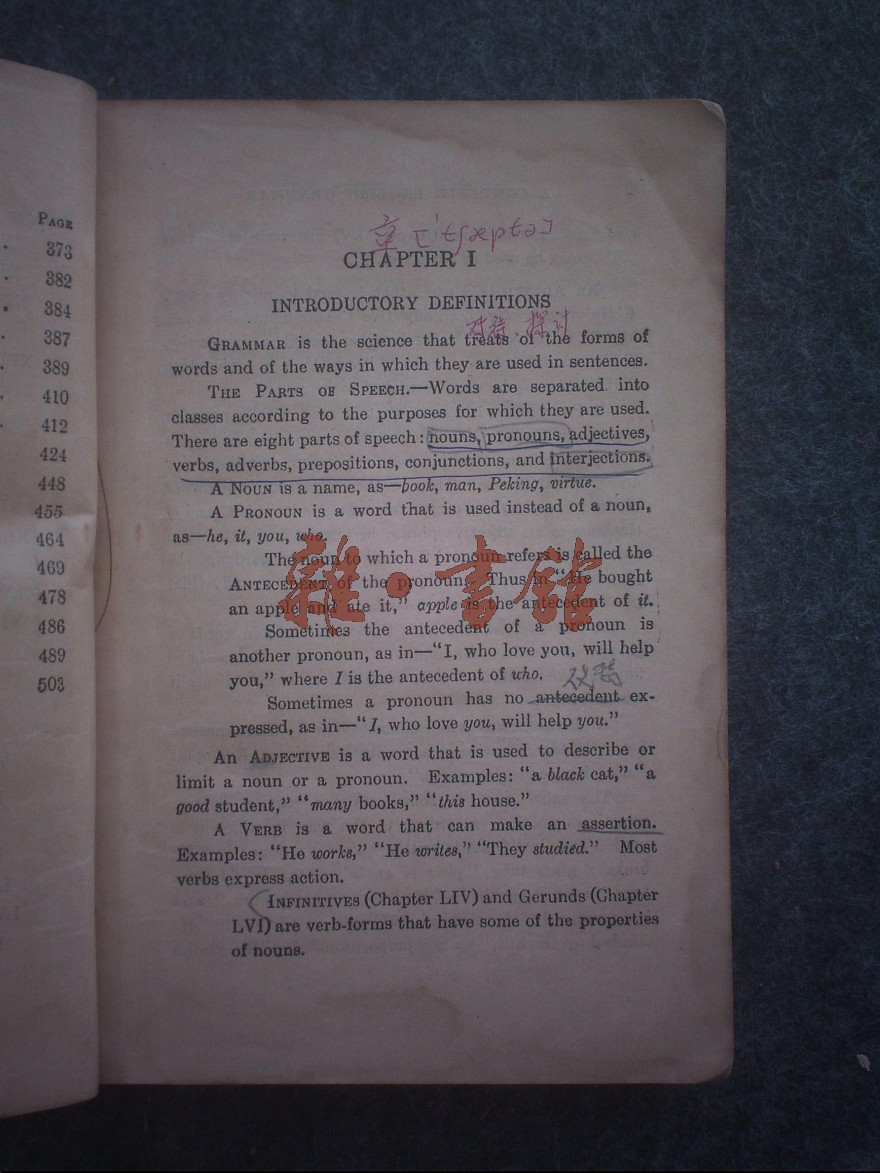 PAGE
373
382
384
387
389
410
412
424
448
455
464
469
478
486
489
503
章 ['tʃæptə]
CHAPTER I
INTRODUCTORY DEFINITIONS
对待 探讨
GRAMMAR is the science that treats of the forms of
words and of the ways in which they are used in sentences.
THE PARTS OF SPEECH.—Words are separated into
classes according to the purposes for which they are used.
There are eight parts of speech: nouns, pronouns, adjectives,
verbs, adverbs, prepositions, conjunctions, and interjections.
A NOUN is a name, as—book, man, Peking, virtue.
A PRONOUN is a word that is used instead of a noun,
as—he, it, you, who.
The noun to which a pronoun refers is called the
ANTECEDENT of the pronoun. Thus in “He bought
an apple and ate it,” apple is the antecedent of it.
雜·書館
Sometimes the antecedent of a pronoun is
another pronoun, as in—“I, who love you, will help
you,” where I is the antecedent of who.
Sometimes a pronoun has no antecedent ex-
pressed, as in—“I, who love you, will help you.”
An ADJECTIVE is a word that is used to describe or
limit a noun or a pronoun. Examples: “a black cat,” “a
good student,” “many books,” “this house.”
A VERB is a word that can make an assertion.
Examples: “He works,” “He writes,” “They studied.” Most
verbs express action.
INFINITIVES (Chapter LIV) and Gerunds (Chapter
LVI) are verb-forms that have some of the properties
of nouns.